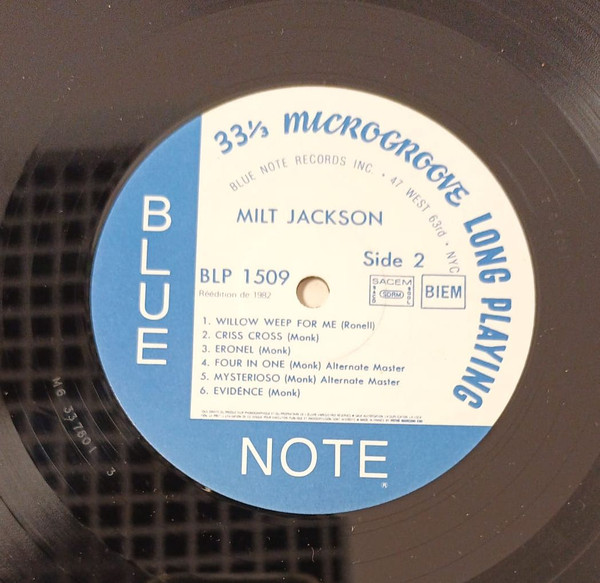 33⅓ MICROGROOVE LONG PLAYING
BLUE NOTE RECORDS INC. • 47 WEST 63rd • NYC
MILT JACKSON
Side 2
BLP 1509
Réédition de 1982
SACEM
SDRM
BIEM
1. WILLOW WEEP FOR ME (Ronell)
2. CRISS CROSS (Monk)
3. ERONEL (Monk)
4. FOUR IN ONE (Monk) Alternate Master
5. MYSTERIOSO (Monk) Alternate Master
6. EVIDENCE (Monk)
BLUE
NOTE
®